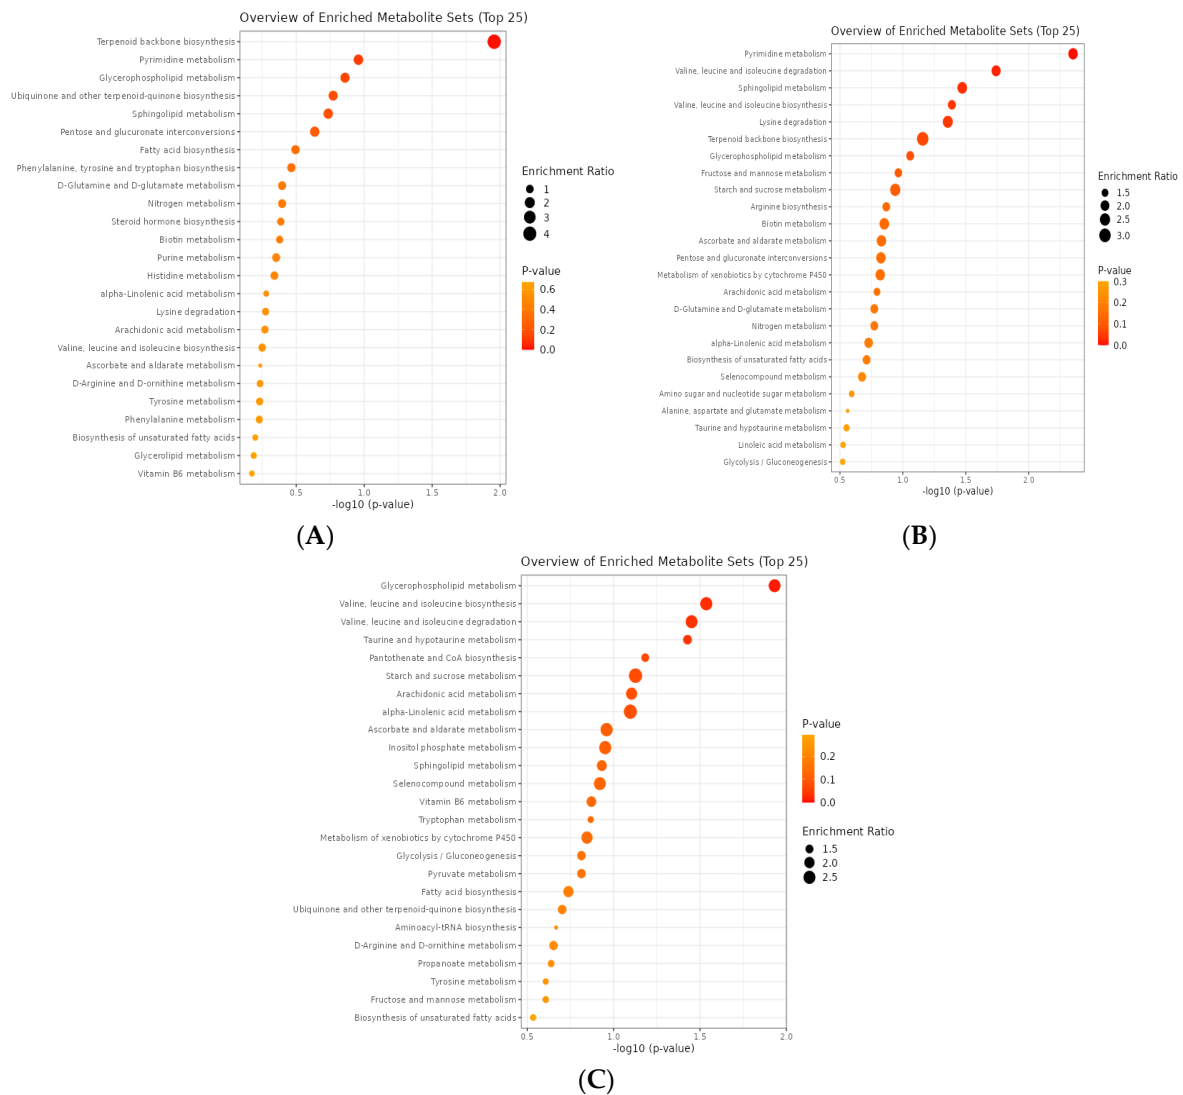 Overview of Enriched Metabolite Sets (Top 25)
Terpenoid backbone biosynthesis
Pyrimidine metabolism
Glycerophospholipid metabolism
Ubiquinone and other terpenoid-quinone biosynthesis
Sphingolipid metabolism
Pentose and glucuronate interconversions
Fatty acid biosynthesis
Phenylalanine, tyrosine and tryptophan biosynthesis
D-Glutamine and D-glutamate metabolism
Nitrogen metabolism
Steroid hormone biosynthesis
Biotin metabolism
Purine metabolism
Histidine metabolism
alpha-Linolenic acid metabolism
Lysine degradation
Arachidonic acid metabolism
Valine, leucine and isoleucine biosynthesis
Ascorbate and aldarate metabolism
D-Arginine and D-ornithine metabolism
Tyrosine metabolism
Phenylalanine metabolism
Biosynthesis of unsaturated fatty acids
Glycerolipid metabolism
Vitamin B6 metabolism
0.5 1.0 1.5 2.0
-log10 (p-value)
Enrichment Ratio
1
2
3
4
P-value
0.6
0.4
0.2
0.0
(A)
Overview of Enriched Metabolite Sets (Top 25)
Pyrimidine metabolism
Valine, leucine and isoleucine degradation
Sphingolipid metabolism
Valine, leucine and isoleucine biosynthesis
Lysine degradation
Terpenoid backbone biosynthesis
Glycerophospholipid metabolism
Fructose and mannose metabolism
Starch and sucrose metabolism
Arginine biosynthesis
Biotin metabolism
Ascorbate and aldarate metabolism
Pentose and glucuronate interconversions
Metabolism of xenobiotics by cytochrome P450
Arachidonic acid metabolism
D-Glutamine and D-glutamate metabolism
Nitrogen metabolism
alpha-Linolenic acid metabolism
Biosynthesis of unsaturated fatty acids
Selenocompound metabolism
Amino sugar and nucleotide sugar metabolism
Alanine, aspartate and glutamate metabolism
Taurine and hypotaurine metabolism
Linoleic acid metabolism
Glycolysis / Gluconeogenesis
0.5 1.0 1.5 2.0
-log10 (p-value)
Enrichment Ratio
1.5
2.0
2.5
3.0
P-value
0.3
0.2
0.1
0.0
(B)
Overview of Enriched Metabolite Sets (Top 25)
Glycerophospholipid metabolism
Valine, leucine and isoleucine biosynthesis
Valine, leucine and isoleucine degradation
Taurine and hypotaurine metabolism
Pantothenate and CoA biosynthesis
Starch and sucrose metabolism
Arachidonic acid metabolism
alpha-Linolenic acid metabolism
Ascorbate and aldarate metabolism
Inositol phosphate metabolism
Sphingolipid metabolism
Selenocompound metabolism
Vitamin B6 metabolism
Tryptophan metabolism
Metabolism of xenobiotics by cytochrome P450
Glycolysis / Gluconeogenesis
Pyruvate metabolism
Fatty acid biosynthesis
Ubiquinone and other terpenoid-quinone biosynthesis
Aminoacyl-tRNA biosynthesis
D-Arginine and D-ornithine metabolism
Propanoate metabolism
Tyrosine metabolism
Fructose and mannose metabolism
Biosynthesis of unsaturated fatty acids
0.5 1.0 1.5 2.0
-log10 (p-value)
P-value
0.2
0.1
0.0
Enrichment Ratio
1.5
2.0
2.5
(C)